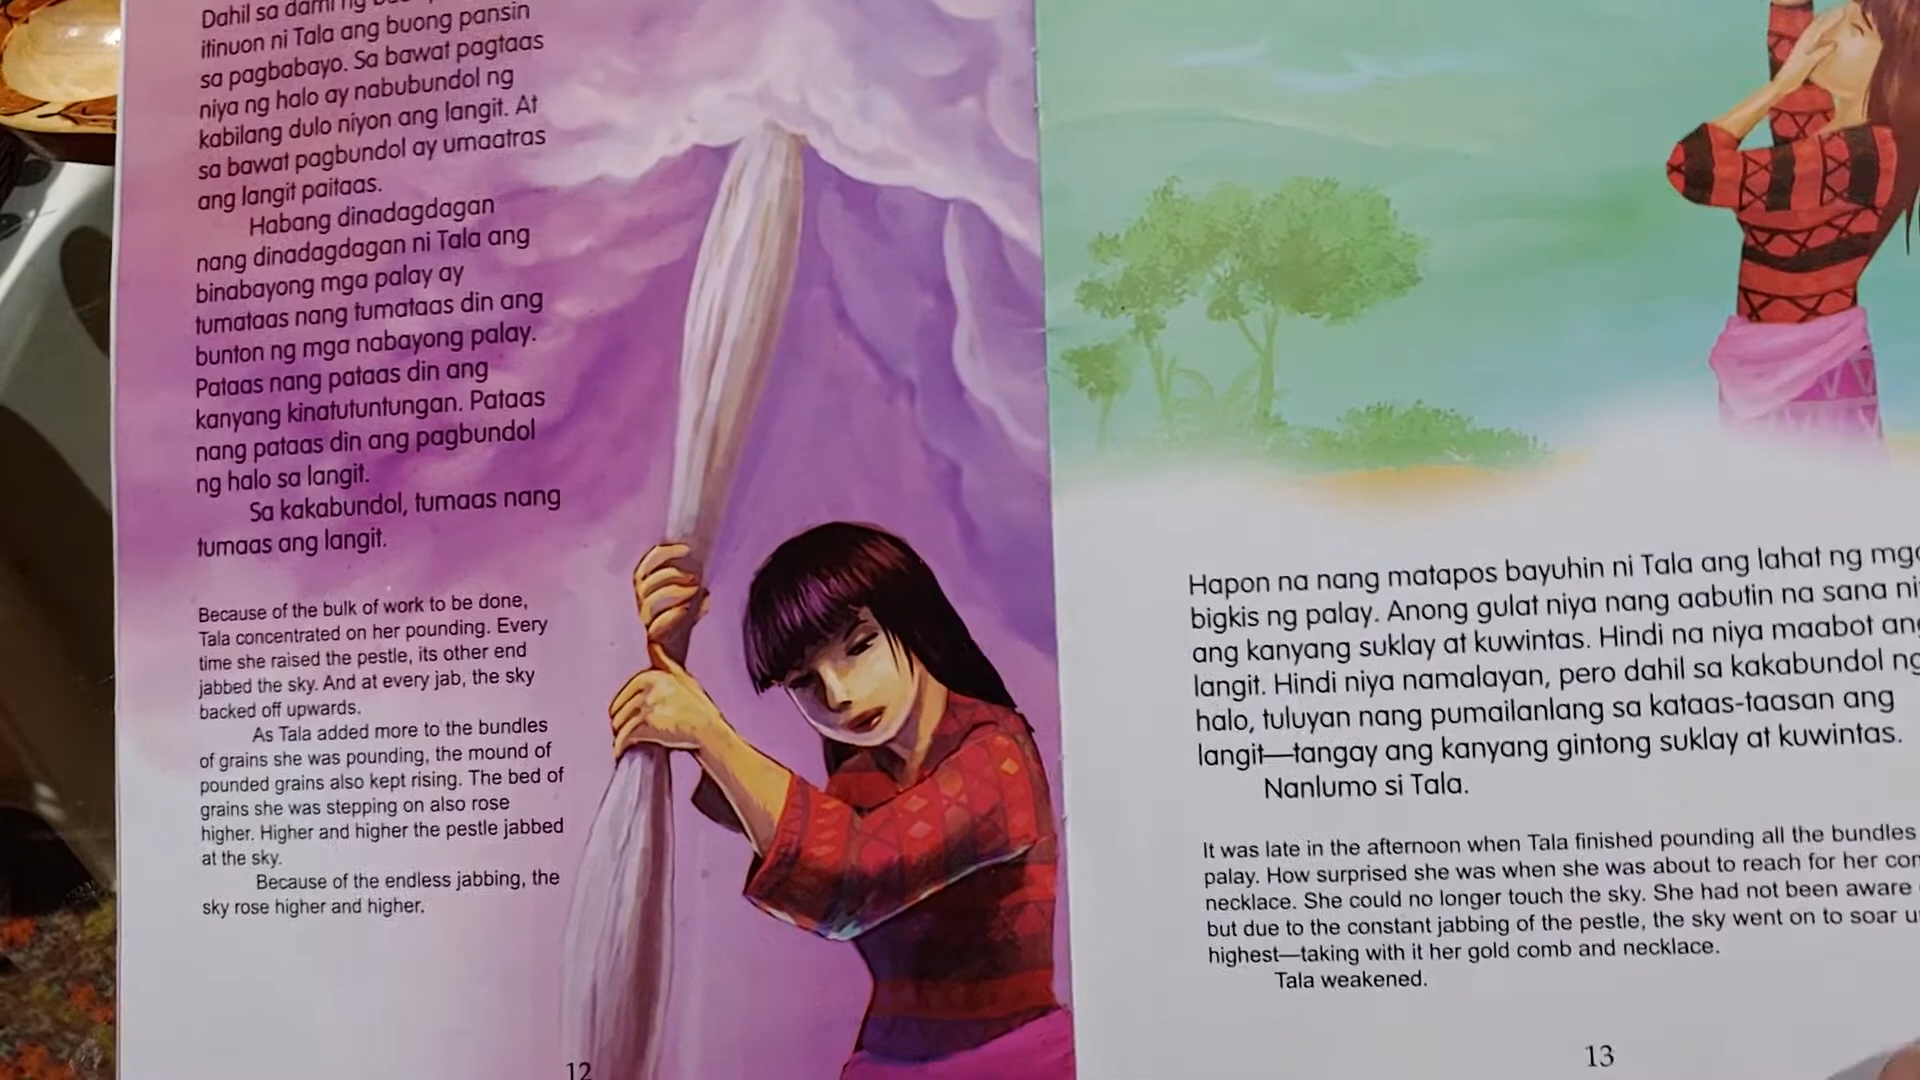 Dahil sa dami ng
itinuon ni Tala ang buong pansin
sa pagbabayo. Sa bawat pagtaas
niya ng halo ay nabubundol ng
kabilang dulo niyon ang langit. At
sa bawat pagbundol ay umaatras
ang langit paitaas.
Habang dinadagdagan
nang dinadagdagan ni Tala ang
binabayong mga palay ay
tumataas nang tumataas din ang
bunton ng mga nabayong palay.
Pataas nang pataas din ang
kanyang kinatutuntungan. Pataas
nang pataas din ang pagbundol
ng halo sa langit.
Sa kakabundol, tumaas nang
tumaas ang langit.
Because of the bulk of work to be done,
Tala concentrated on her pounding. Every
time she raised the pestle, its other end
jabbed the sky. And at every jab, the sky
backed off upwards.
As Tala added more to the bundles
of grains she was pounding, the mound of
pounded grains also kept rising. The bed of
grains she was stepping on also rose
higher. Higher and higher the pestle jabbed
at the sky.
Because of the endless jabbing, the
sky rose higher and higher.
12
Hapon na nang matapos bayuhin ni Tala ang lahat ng
bigkis ng palay. Anong gulat niya nang aabutin na sana
ang kanyang suklay at kuwintas. Hindi na niya maabot
langit. Hindi niya namalayan, pero dahil sa kakabundol
halo, tuluyan nang pumailanlang sa kataas-taasan ang
langit—tangay ang kanyang gintong suklay at kuwintas.
Nanlumo si Tala.
It was late in the afternoon when Tala finished pounding all the bundles
palay. How surprised she was when she was about to reach for her
necklace. She could no longer touch the sky. She had not been aware
but due to the constant jabbing of the pestle, the sky went on to soar
highest—taking with it her gold comb and necklace.
Tala weakened.
13